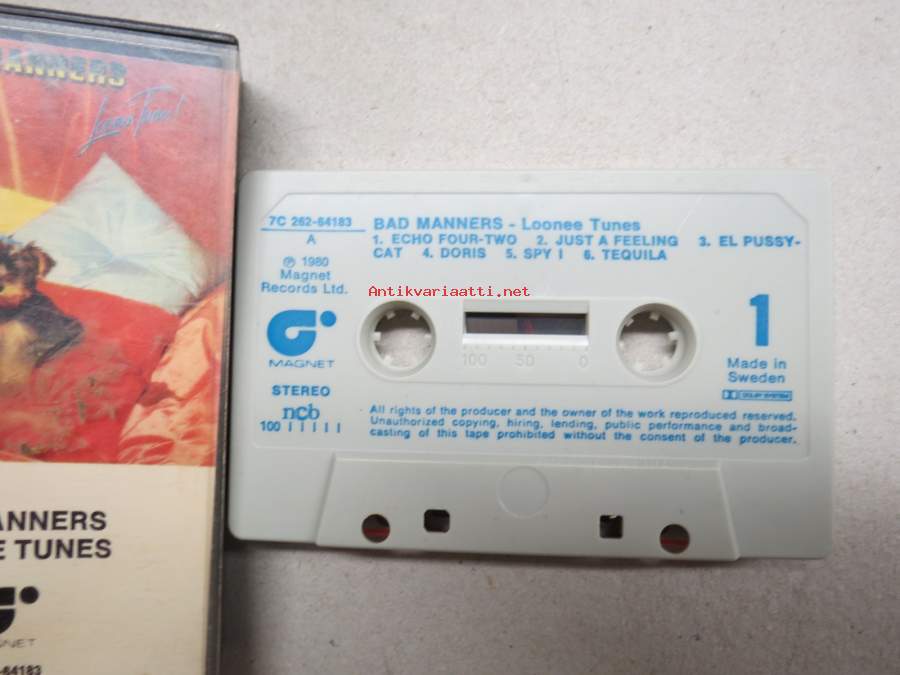 Loonee Tunes!
7C 262-64183
A
℗ 1980
Magnet
Records Ltd.
MAGNET
STEREO
ncb
100
BAD MANNERS - Loonee Tunes
1. ECHO FOUR-TWO 2. JUST A FEELING 3. EL PUSSY-
CAT 4. DORIS 5. SPY I 6. TEQUILA
Antikvariaatti.net
100 50 0
1
Made in
Sweden
DOLBY SYSTEM
All rights of the producer and the owner of the work reproduced reserved.
Unauthorized copying, hiring, lending, public performance and broad-
casting of this tape prohibited without the consent of the producer.
ANNERS
E TUNES
GNET
-64183